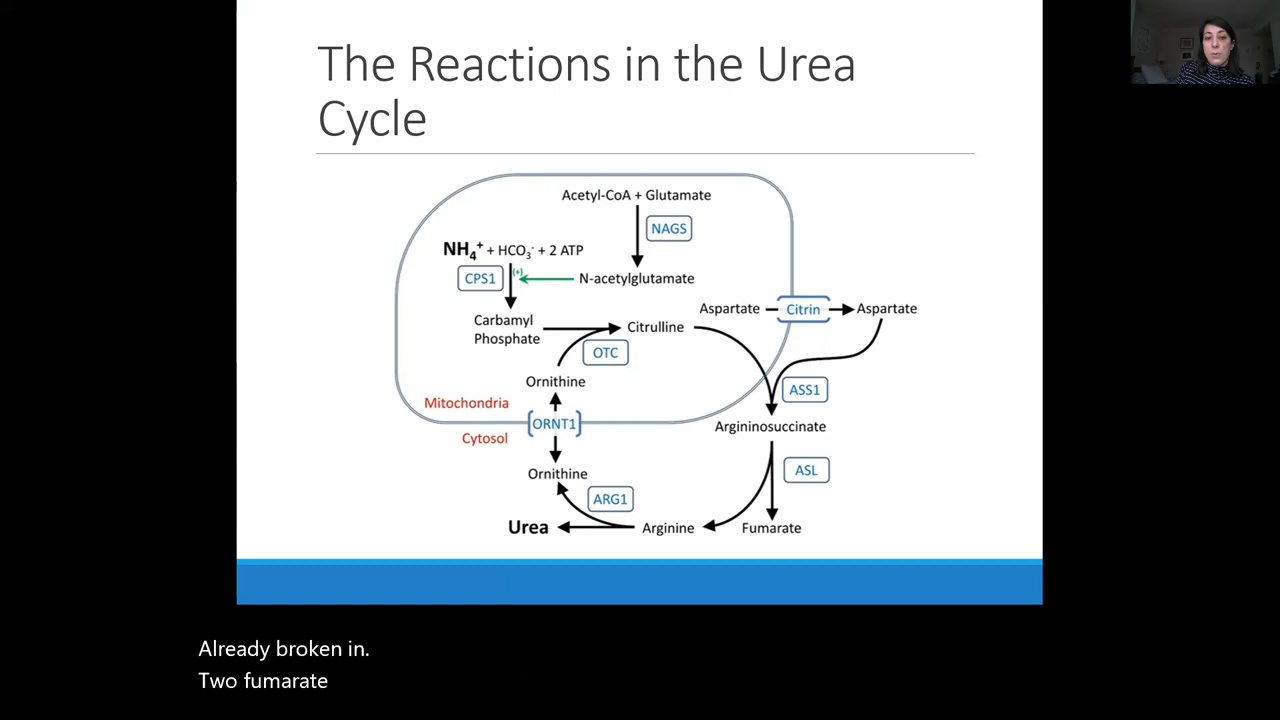 The Reactions in the Urea
Cycle
Acetyl-CoA + Glutamate
NAGS
NH4+ + HCO3- + 2 ATP
CPS1
(+)
N-acetylglutamate
Aspartate
Citrin
Aspartate
Carbamyl
Phosphate
Citrulline
OTC
Ornithine
ASS1
Mitochondria
ORNT1
Cytosol
Argininosuccinate
Ornithine
ASL
ARG1
Urea
Arginine
Fumarate
Already broken in.
Two fumarate